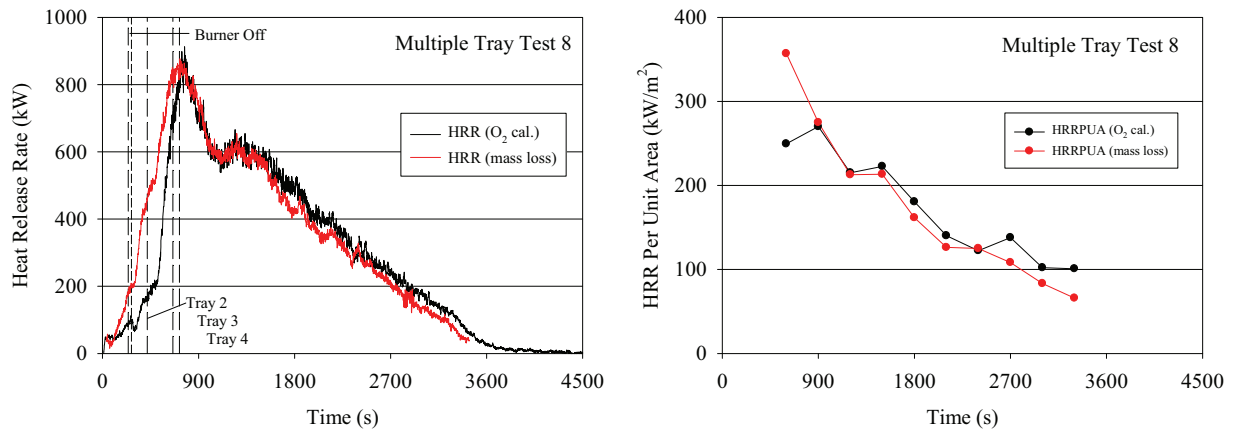 1000
800
600
400
200
0
Heat Release Rate (kW)
Burner Off
Multiple Tray Test 8
HRR (O₂ cal.)
HRR (mass loss)
Tray 2
Tray 3
Tray 4
0 900 1800 2700 3600 4500
Time (s)
400
300
200
100
0
HRR Per Unit Area (kW/m²)
Multiple Tray Test 8
HRRPUA (O₂ cal.)
HRRPUA (mass loss)
0 900 1800 2700 3600 4500
Time (s)